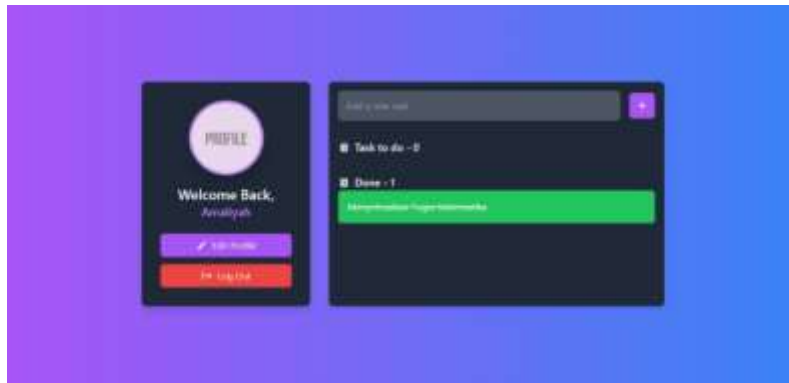 PROFILE
Welcome Back,
Amaliyah
Edit Profile
Log Out
Add a new task
+
Task to do - 0
Done - 1
Menyelesaikan Tugas Matematika